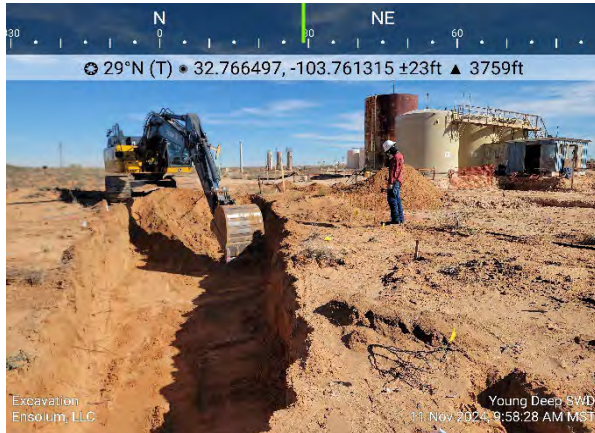 N NE
330 0 30 60
29°N (T) ● 32.766497, -103.761315 ±23ft ▲ 3759ft
Excavation
Ensolum, LLC
Young Deep SWD
11 Nov 2024, 9:58:28 AM MST